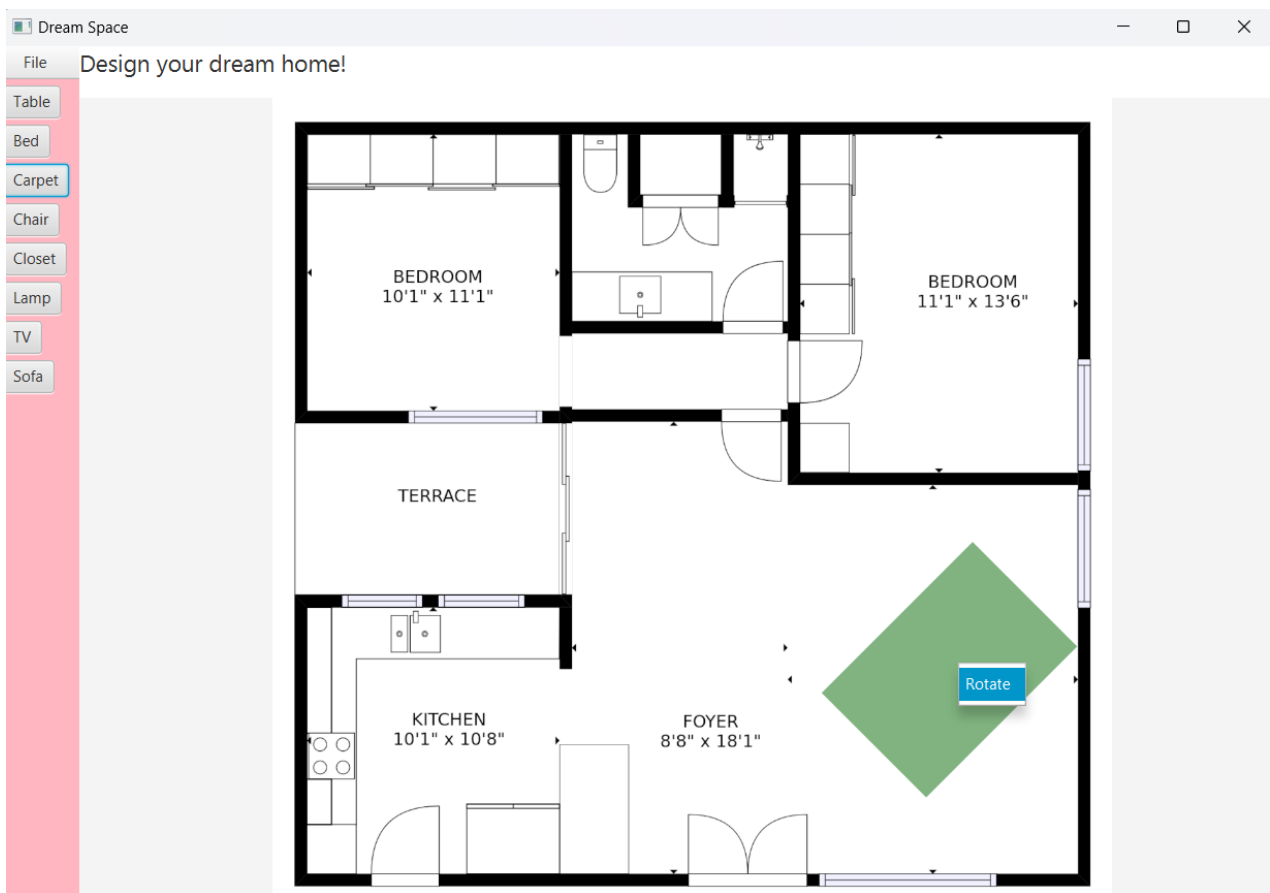 Dream Space
File
Design your dream home!
Table
Bed
Carpet
Chair
Closet
Lamp
TV
Sofa
BEDROOM
10'1" x 11'1"
BEDROOM
11'1" x 13'6"
TERRACE
KITCHEN
10'1" x 10'8"
FOYER
8'8" x 18'1"
Rotate